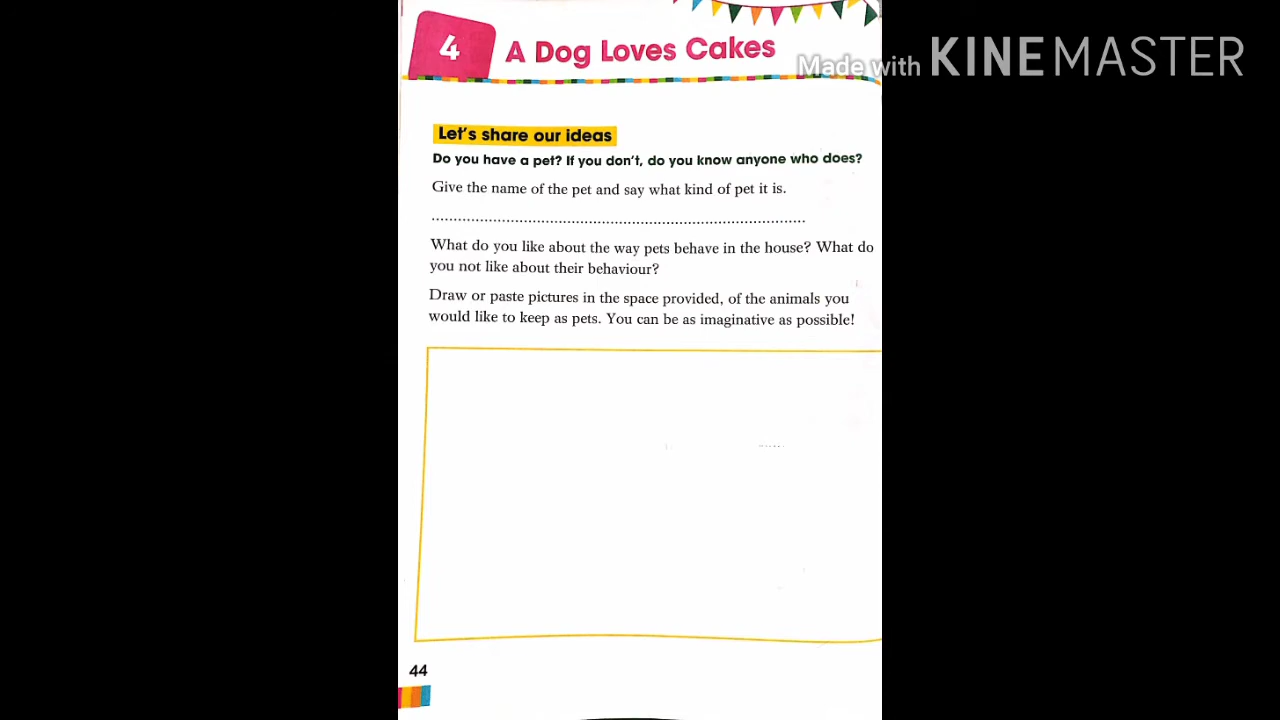 4
A Dog Loves Cakes
Made with KINEMASTER
Let's share our ideas
Do you have a pet? If you don't, do you know anyone who does?
Give the name of the pet and say what kind of pet it is.
....................................................................................
What do you like about the way pets behave in the house? What do
you not like about their behaviour?
Draw or paste pictures in the space provided, of the animals you
would like to keep as pets. You can be as imaginative as possible!
44